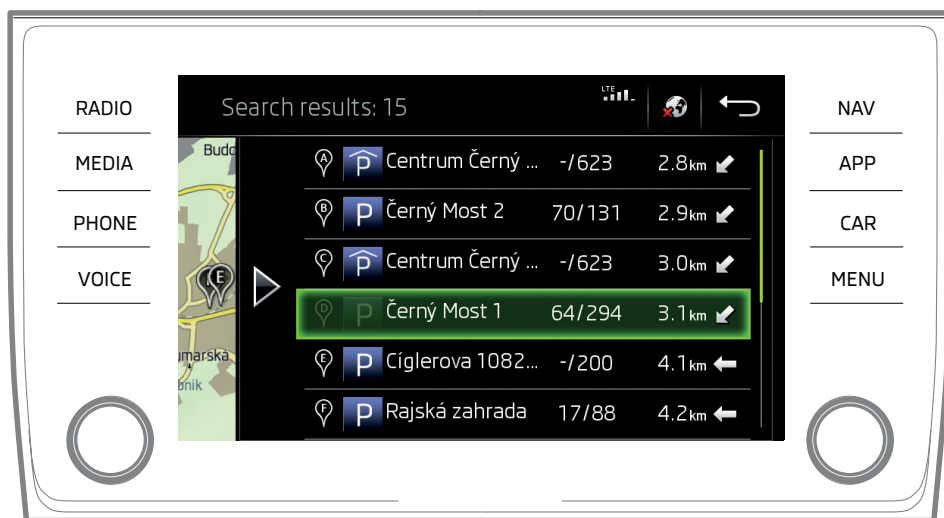 RADIO
MEDIA
PHONE
VOICE
Search results: 15
LTE
Budd
umarská
bnik
E
A P Centrum Černý ... -/623 2.8km
B P Černý Most 2 70/131 2.9km
C P Centrum Černý ... -/623 3.0km
D P Černý Most 1 64/294 3.1km
E P Cíglerova 1082... -/200 4.1km
F P Rajská zahrada 17/88 4.2km
NAV
APP
CAR
MENU